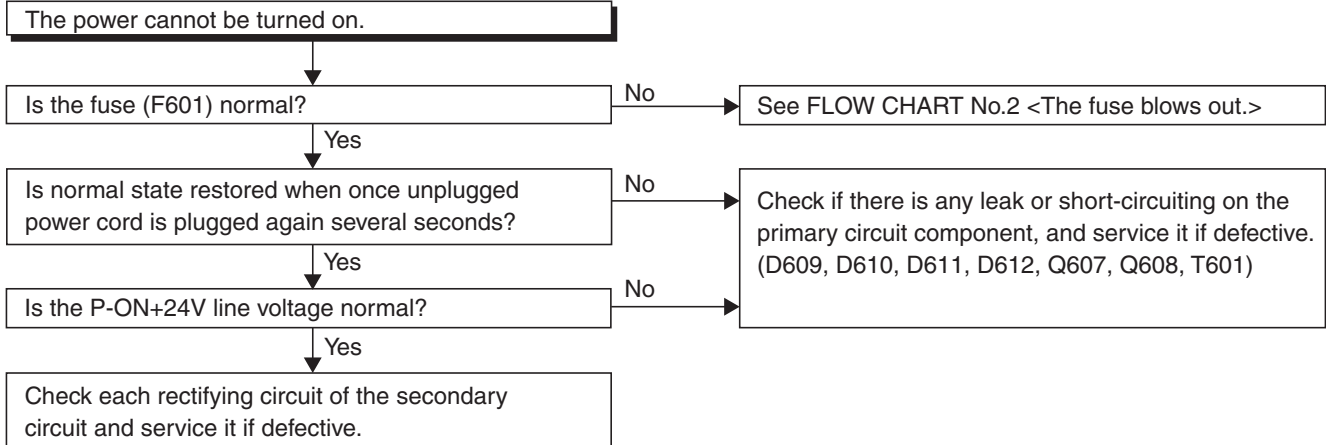 The power cannot be turned on.
Is the fuse (F601) normal?
No
See FLOW CHART No.2 <The fuse blows out.>
Yes
Is normal state restored when once unplugged
power cord is plugged again several seconds?
No
Check if there is any leak or short-circuiting on the
primary circuit component, and service it if defective.
(D609, D610, D611, D612, Q607, Q608, T601)
Yes
Is the P-ON+24V line voltage normal?
No
Yes
Check each rectifying circuit of the secondary
circuit and service it if defective.